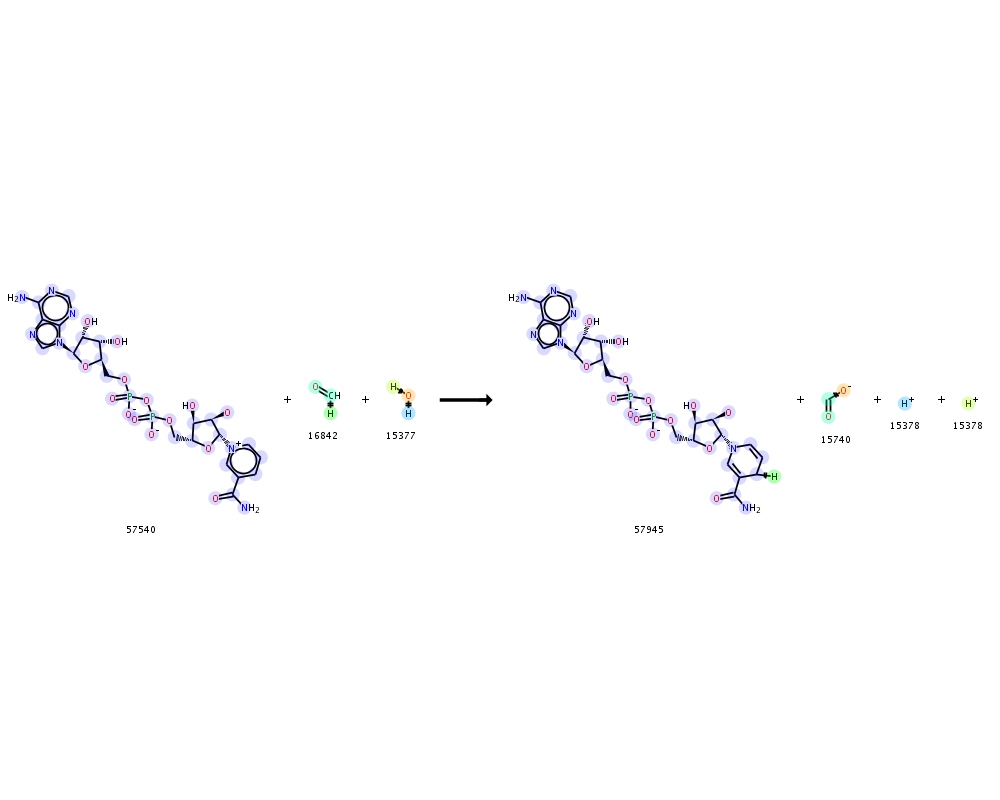 H₂N N N N N OH OH O O P O O⁻ O O P O O⁻ HO O O N⁺ O NH₂
57540
+
O CH H
16842
+
H O H
15377
H₂N N N N N OH OH O O P O O⁻ O O P O O⁻ HO O O N H O NH₂
57945
+
O⁻ O
15740
+
H⁺
15378
+
H⁺
15378